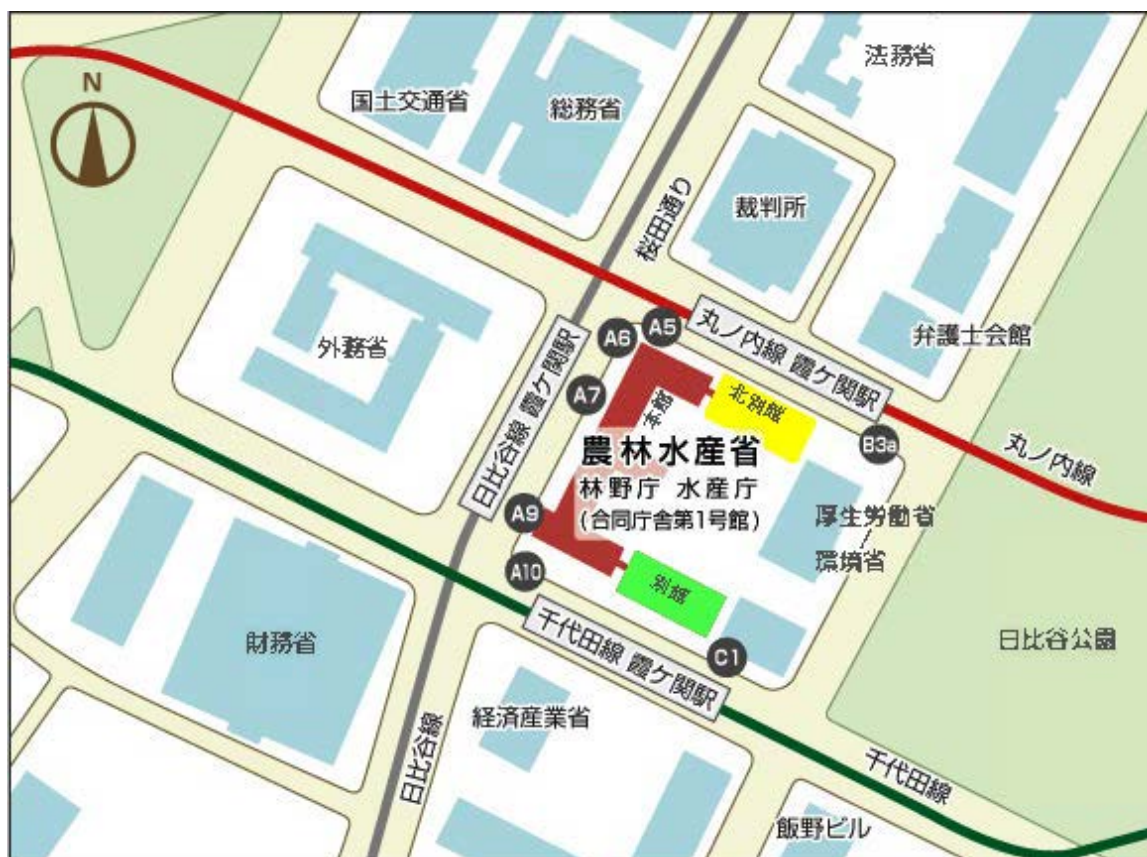 法務省
N
国土交通省
総務省
桜田通り
裁判所
外務省
A6
A5
丸ノ内線 霞ケ関駅
弁護士会館
日比谷線 霞ケ関駅
A7
本館
北別館
B3a
丸ノ内線
農林水産省
林野庁 水産庁
(合同庁舎第1号館)
A9
厚生労働省
環境省
A10
別館
千代田線 霞ケ関駅
C1
財務省
日比谷公園
経済産業省
日比谷線
千代田線
飯野ビル